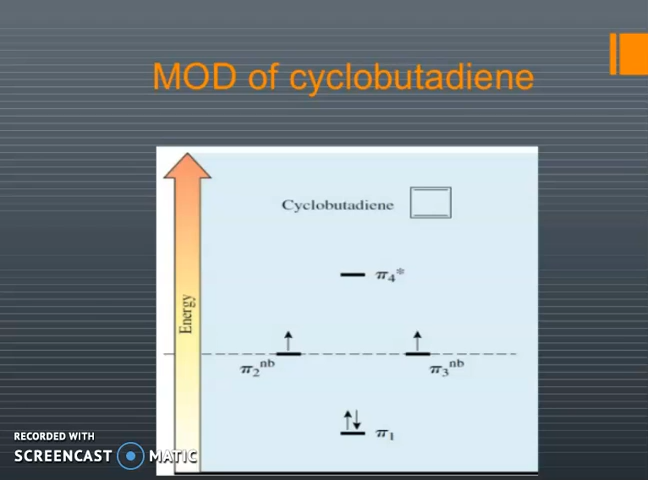 MOD of cyclobutadiene
Cyclobutadiene
π4*
Energy
π2nb
π3nb
π1
RECORDED WITH
SCREENCAST MATIC